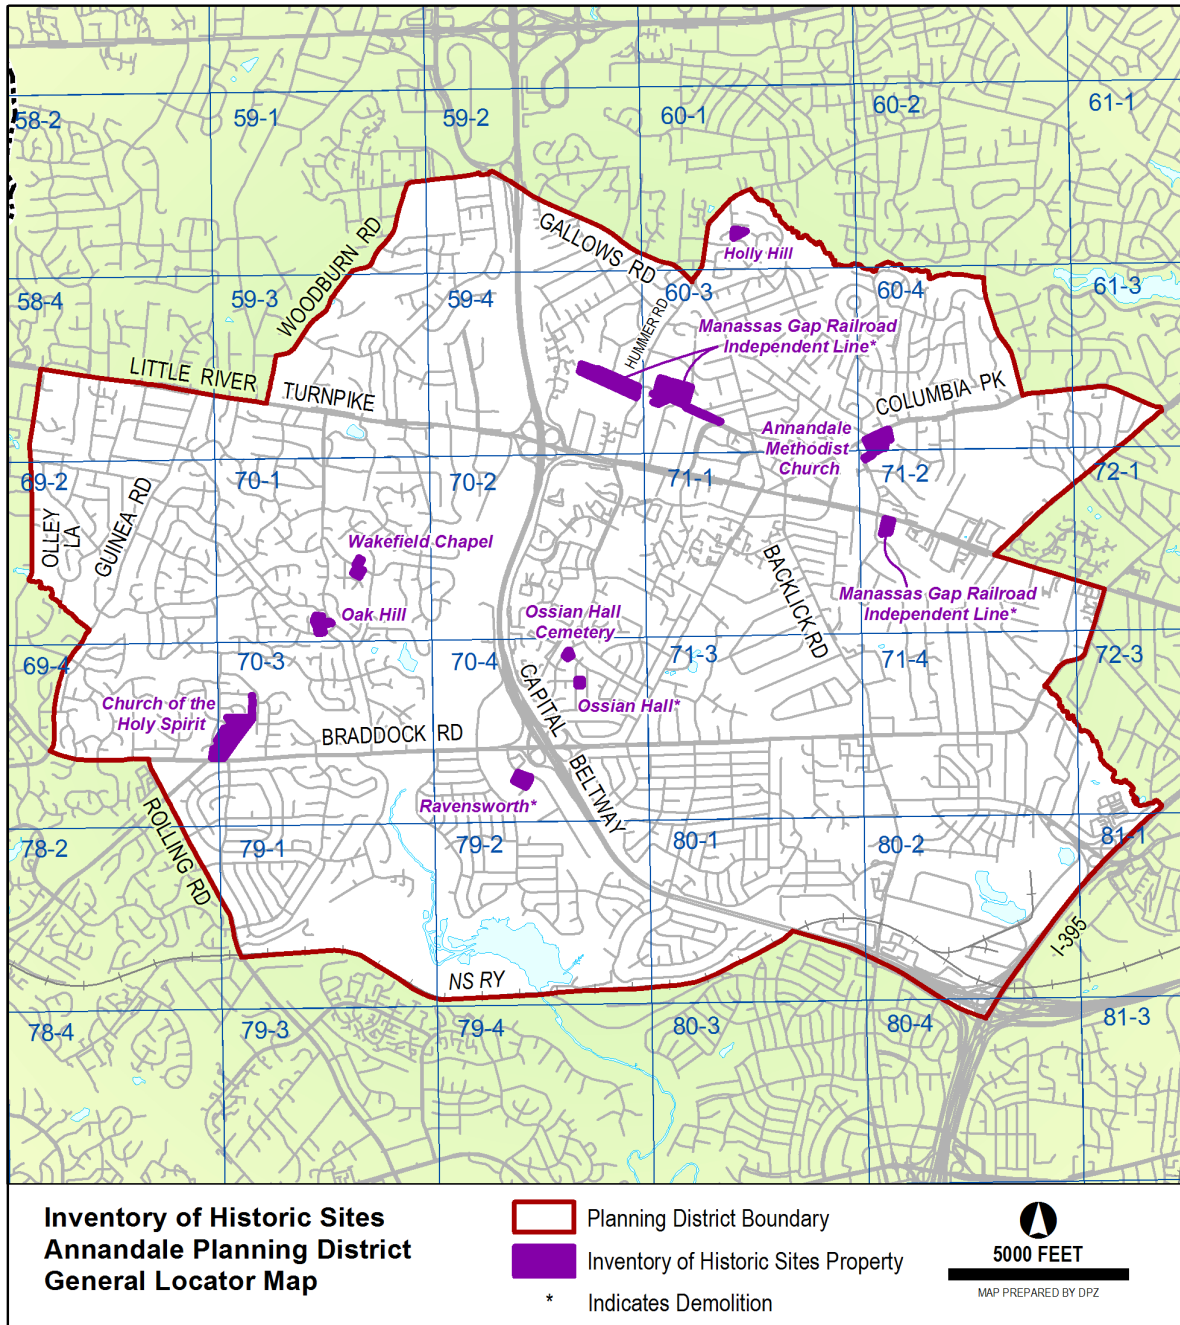 58-2
59-1
59-2
60-1
60-2
61-1
WOODBURN RD
GALLOWS RD
Holly Hill
58-4
59-3
59-4
60-3
60-4
61-3
HUMMER RD
Manassas Gap Railroad
Independent Line*
LITTLE RIVER
TURNPIKE
COLUMBIA PK
Annandale
Methodist
Church
69-2
70-1
70-2
71-1
71-2
72-1
OLLEY
LA
GUINEA RD
Wakefield Chapel
BACKLICK RD
Manassas Gap Railroad
Independent Line*
Oak Hill
Ossian Hall
Cemetery
69-4
70-3
70-4
71-3
71-4
72-3
Church of the
Holy Spirit
Ossian Hall*
CAPITAL
BELTWAY
BRADDOCK RD
Ravensworth*
ROLLING RD
78-2
79-1
79-2
80-1
80-2
81-1
I-395
NS RY
78-4
79-3
79-4
80-3
80-4
81-3
Inventory of Historic Sites
Annandale Planning District
General Locator Map
Planning District Boundary
Inventory of Historic Sites Property
* Indicates Demolition
5000 FEET
MAP PREPARED BY DPZ